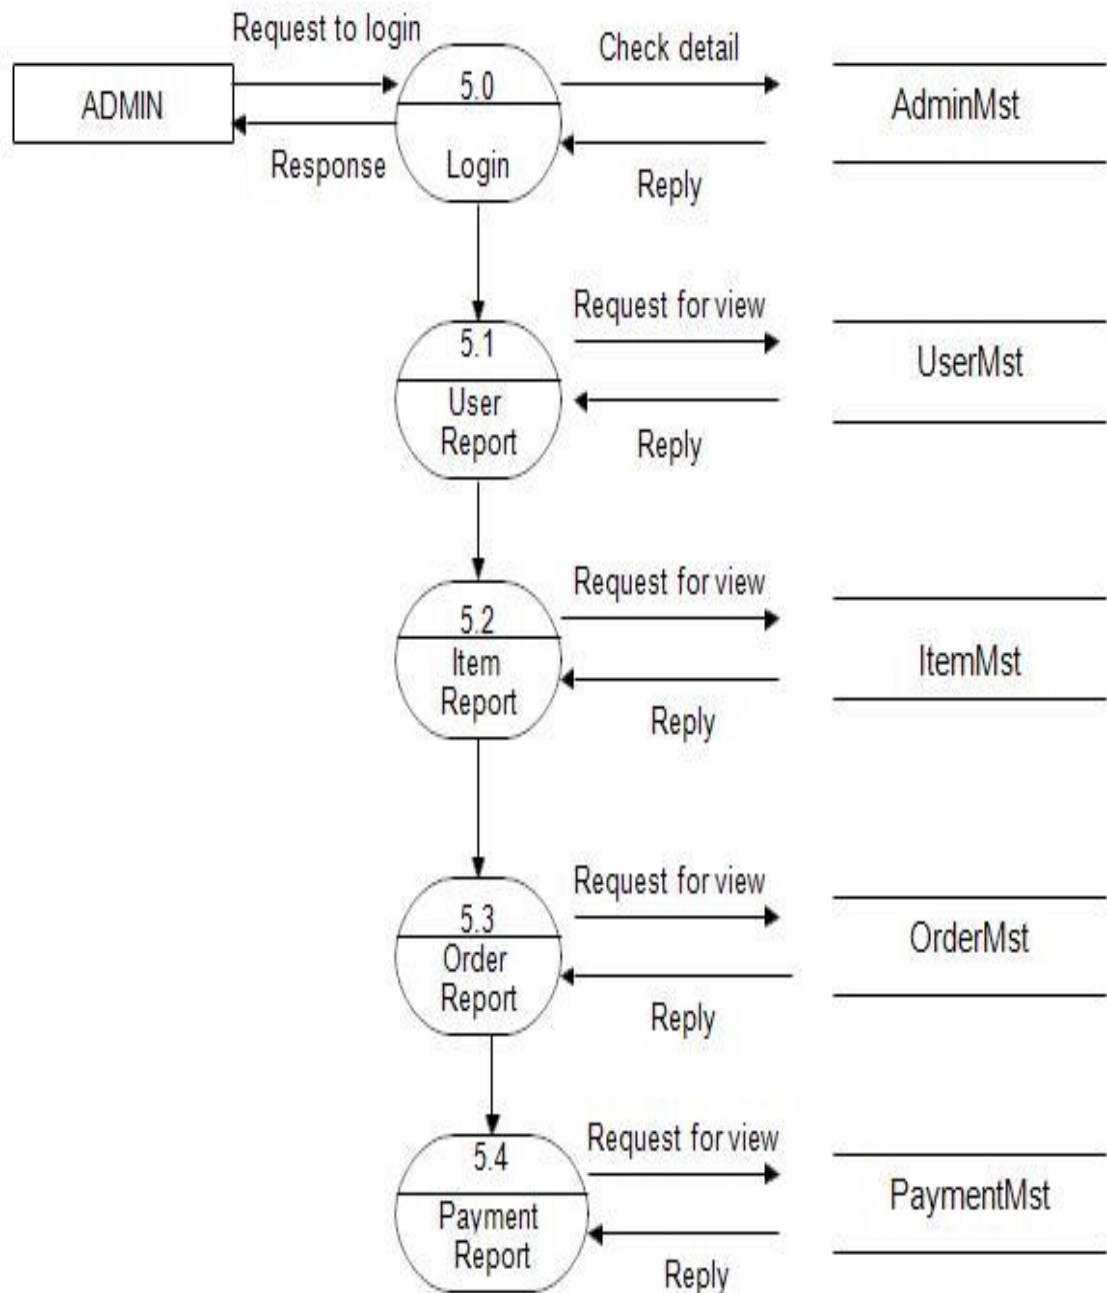 Request to login
ADMIN
Response
5.0
Login
Check detail
Reply
AdminMst
5.1
User
Report
Request for view
Reply
UserMst
5.2
Item
Report
Request for view
Reply
ItemMst
5.3
Order
Report
Request for view
Reply
OrderMst
5.4
Payment
Report
Request for view
Reply
PaymentMst